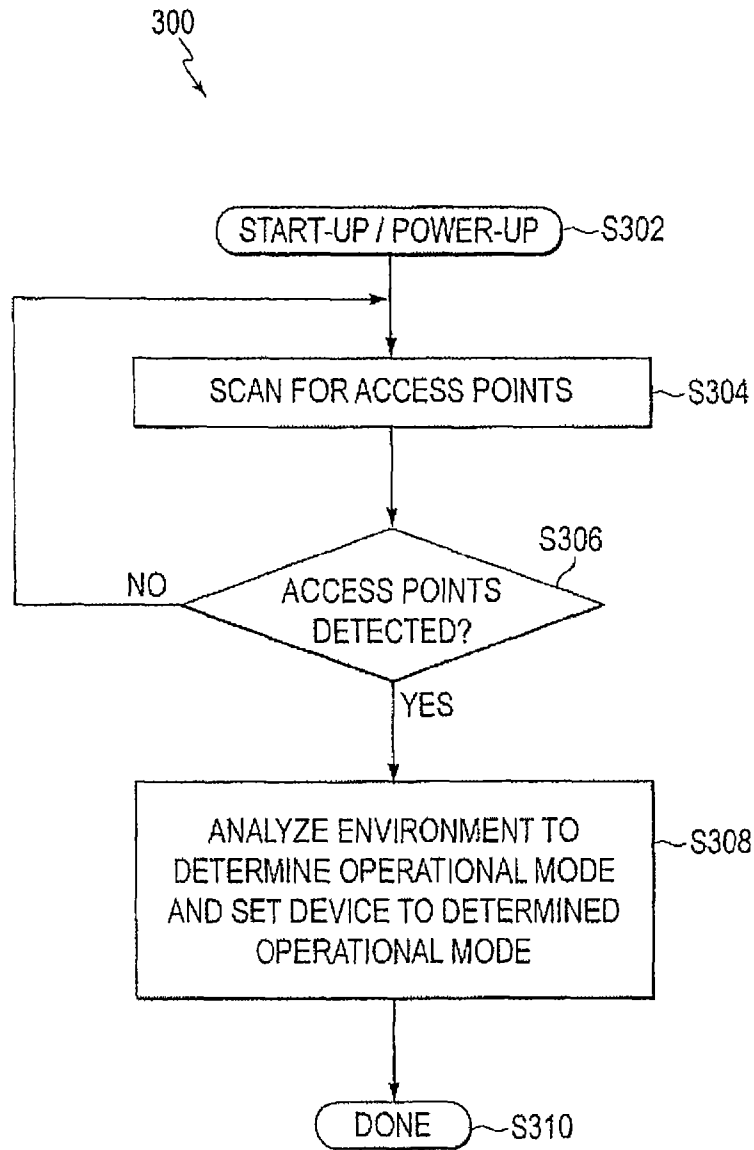 300
START-UP / POWER-UP
S302
SCAN FOR ACCESS POINTS
S304
S306
NO
ACCESS POINTS
DETECTED?
YES
ANALYZE ENVIRONMENT TO
DETERMINE OPERATIONAL MODE
AND SET DEVICE TO DETERMINED
OPERATIONAL MODE
S308
DONE
S310